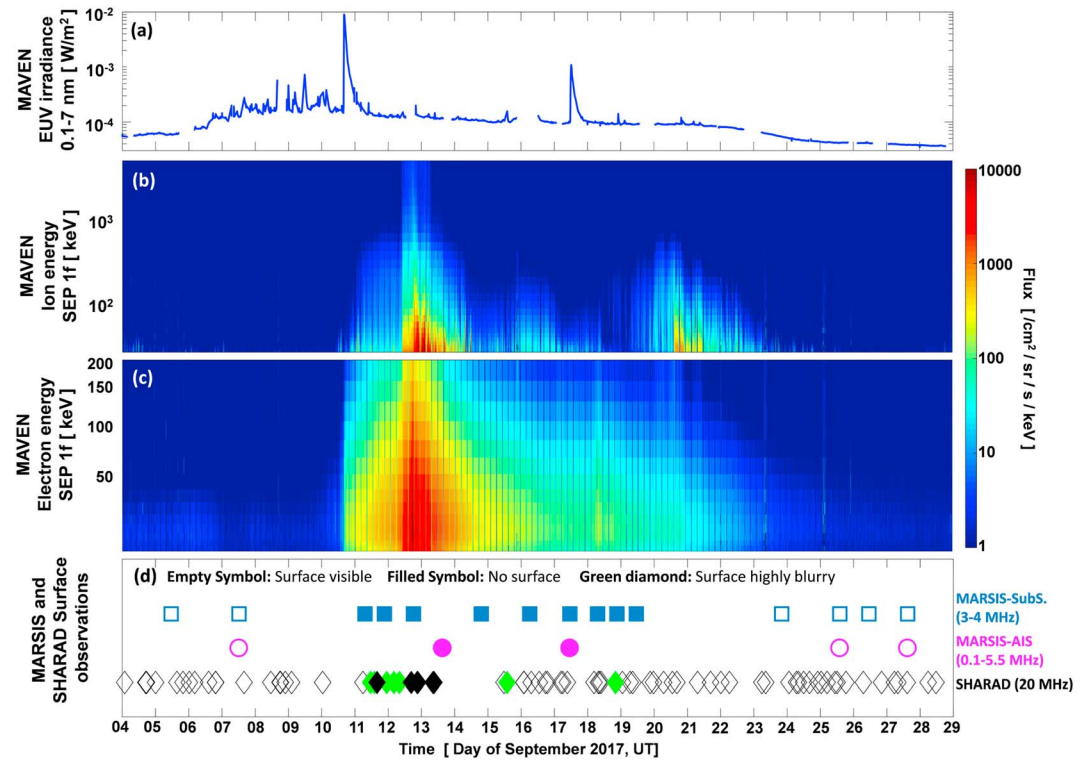 (a)
MAVEN
EUV irradiance
0.1-7 nm [ W/m²]
10⁻²
10⁻³
10⁻⁴
(b)
MAVEN
Ion energy
SEP 1f [ keV]
10³
10²
(c)
MAVEN
Electron energy
SEP 1f [ keV]
200
150
100
50
10000
1000
100
10
1
Flux [ /cm² / sr / s / keV]
(d) Empty Symbol: Surface visible Filled Symbol: No surface Green diamond: Surface highly blurry
MARSIS and
SHARAD Surface
observations
MARSIS-SubS.
(3-4 MHz)
MARSIS-AIS
(0.1-5.5 MHz)
SHARAD (20 MHz)
04 05 06 07 08 09 10 11 12 13 14 15 16 17 18 19 20 21 22 23 24 25 26 27 28 29
Time [ Day of September 2017, UT]